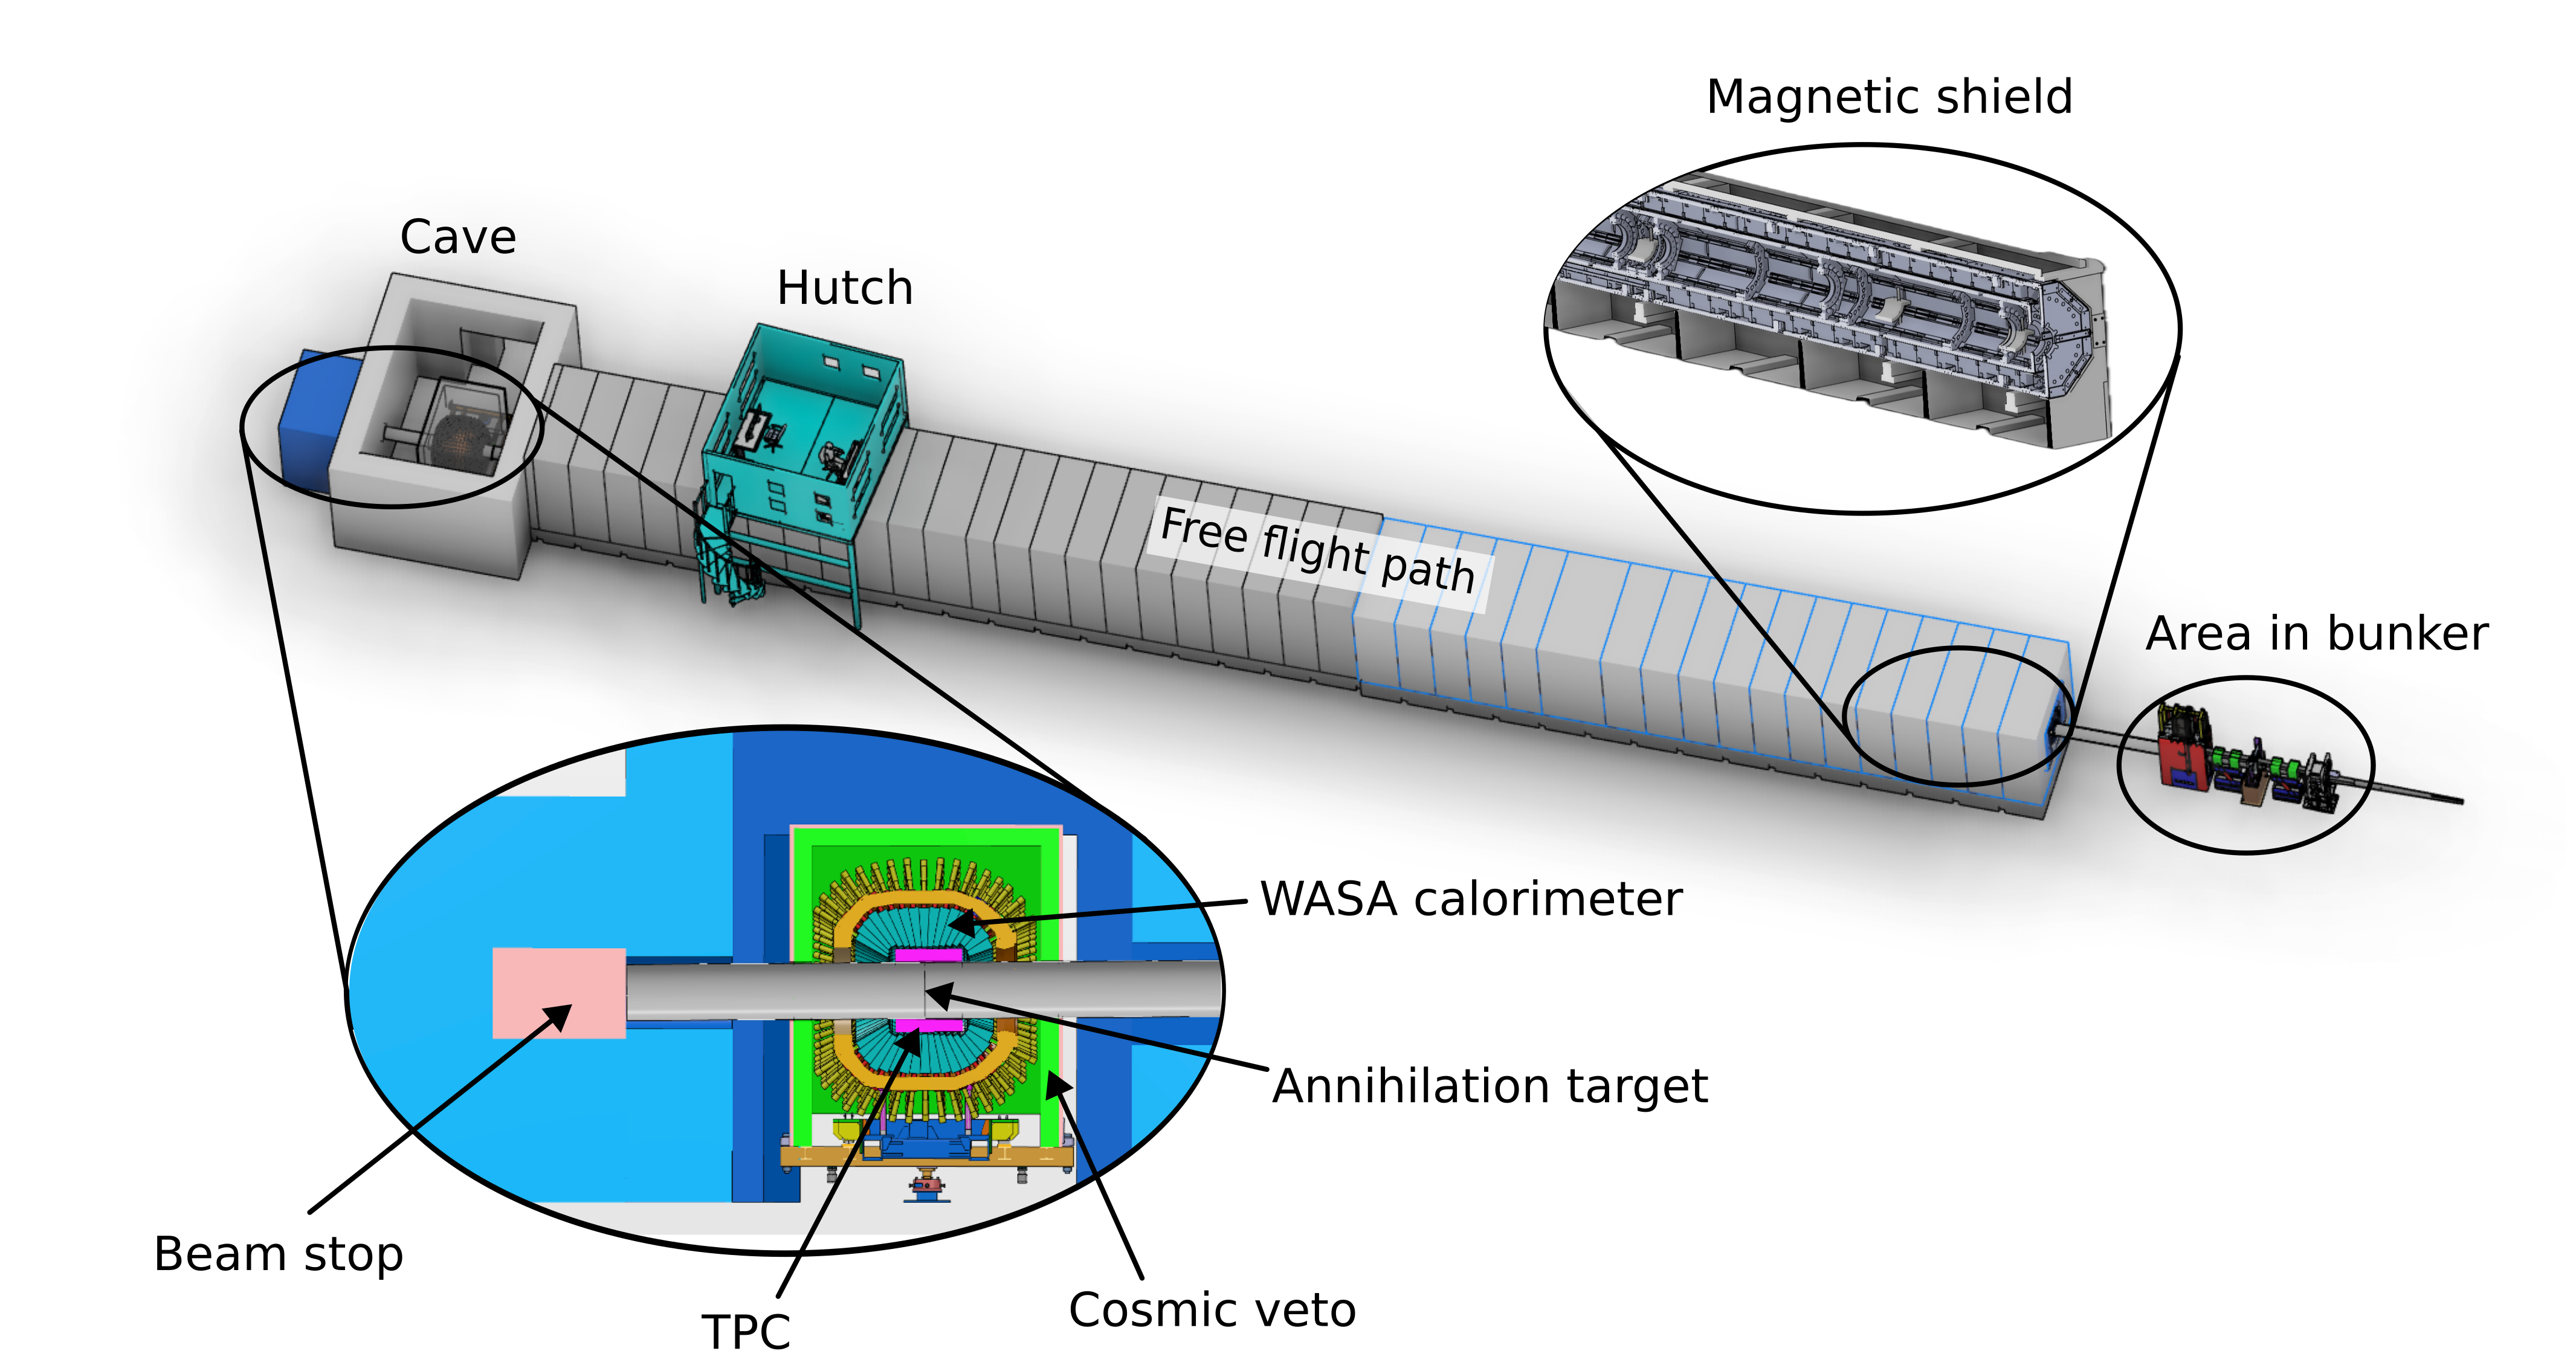 Magnetic shield
Cave
Hutch
Free flight path
Area in bunker
WASA calorimeter
Annihilation target
Beam stop
Cosmic veto
TPC